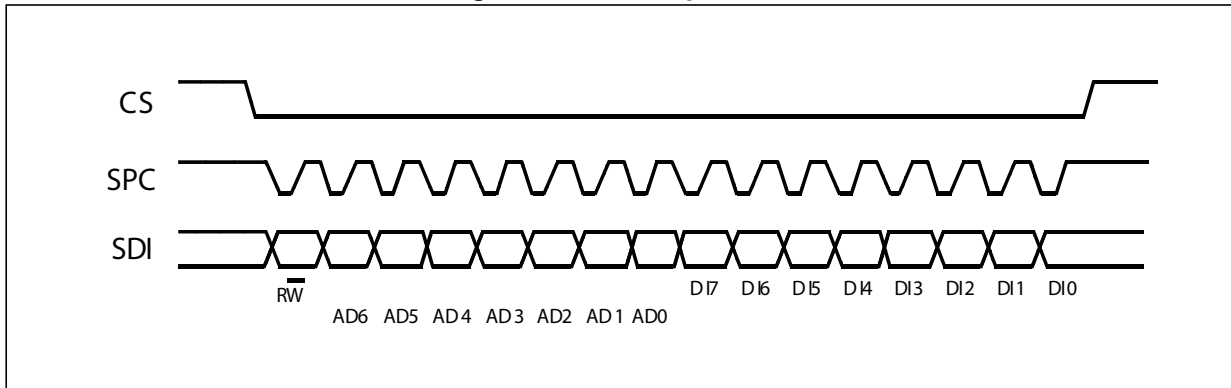 CS
SPC
SDI
RW
DI7 DI6 DI5 DI4 DI3 DI2 DI1 DI0
AD6 AD5 AD4 AD3 AD2 AD1 AD0